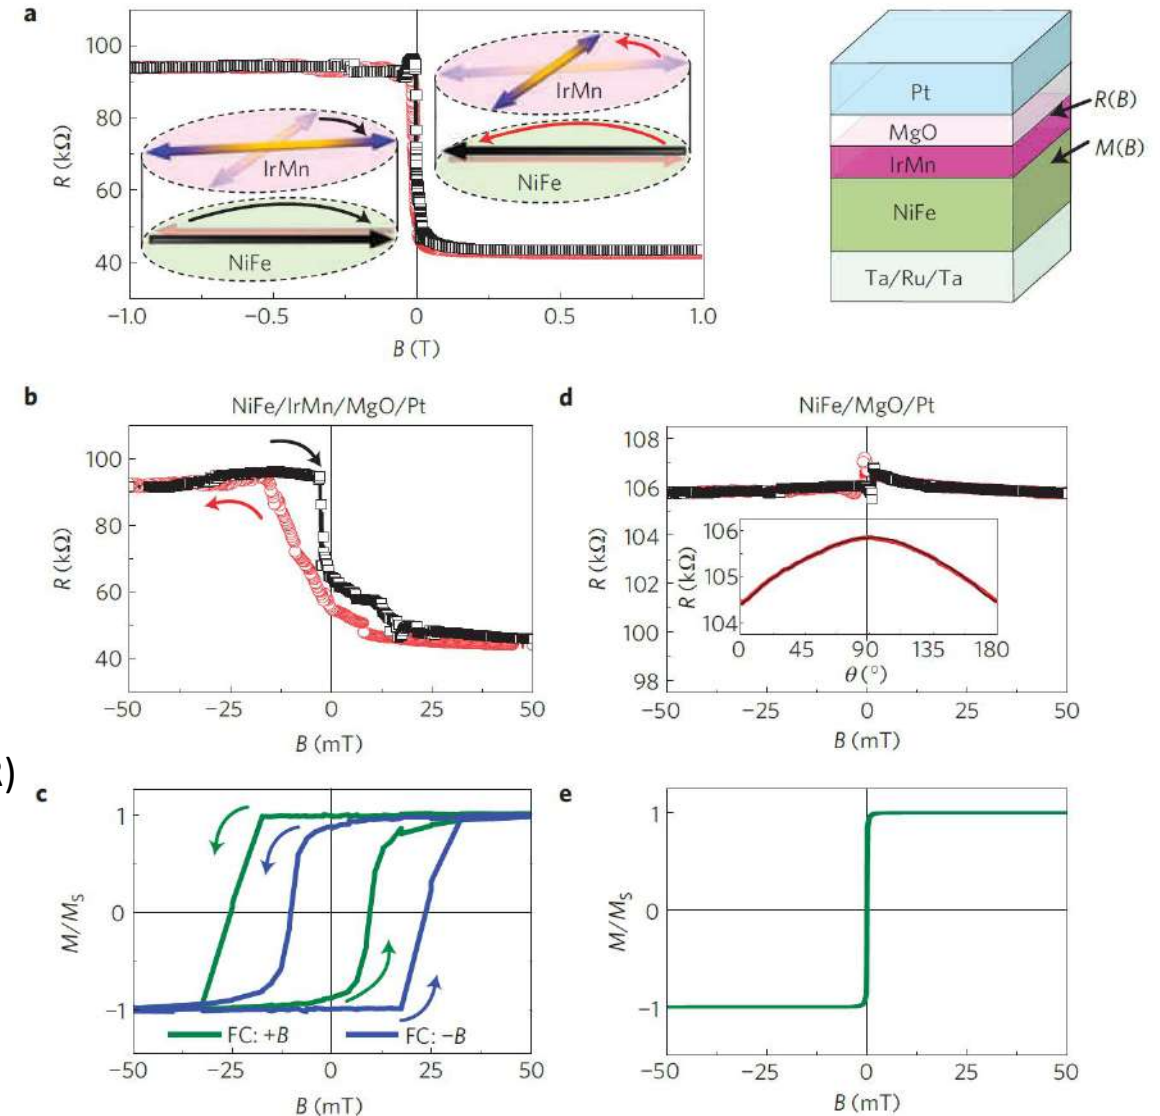 a
100
80
60
40
R (kΩ)
IrMn
NiFe
IrMn
NiFe
−1.0
−0.5
0
0.5
1.0
B (T)
Pt
MgO
IrMn
NiFe
Ta/Ru/Ta
R(B)
M(B)
b
NiFe/IrMn/MgO/Pt
100
80
60
40
R (kΩ)
−50
−25
0
25
50
B (mT)
d
NiFe/MgO/Pt
108
106
104
102
100
98
R (kΩ)
106
105
104
R (kΩ)
0
45
90
135
180
θ (°)
−50
−25
0
25
50
B (mT)
R)
c
1
0
−1
M/MS
FC: +B
FC: −B
−50
−25
0
25
50
B (mT)
e
1
0
−1
M/MS
−50
−25
0
25
50
B (mT)